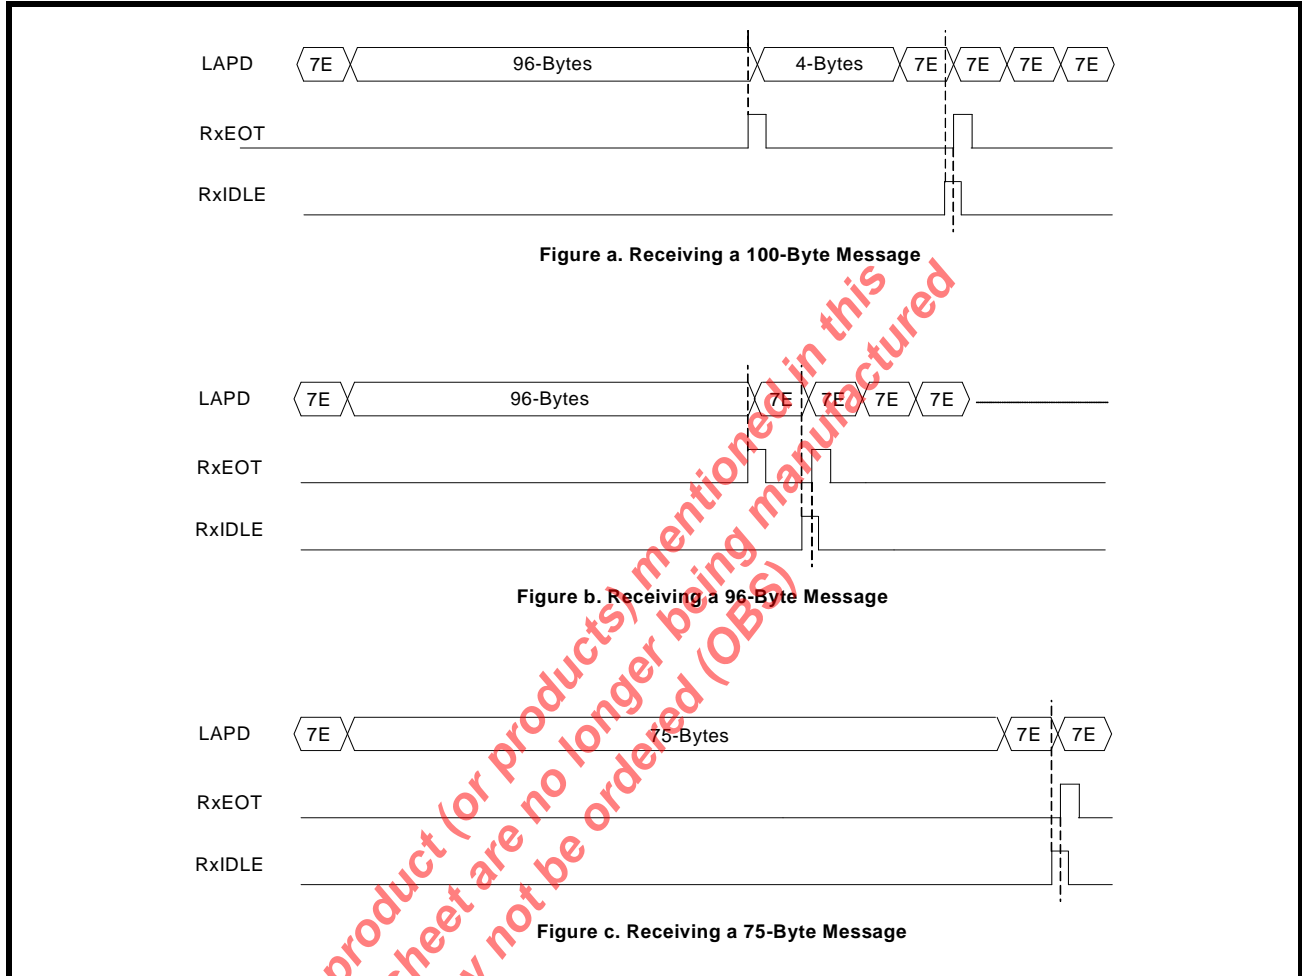 LAPD 7E 96-Bytes 4-Bytes 7E 7E 7E 7E
RxEOT
RxIDLE
Figure a. Receiving a 100-Byte Message
LAPD 7E 96-Bytes 7E 7E 7E 7E
RxEOT
RxIDLE
Figure b. Receiving a 96-Byte Message
LAPD 7E 75-Bytes 7E 7E
RxEOT
RxIDLE
Figure c. Receiving a 75-Byte Message
product (or products) mentioned in this
sheet are no longer being manufactured
not be ordered (OBS)